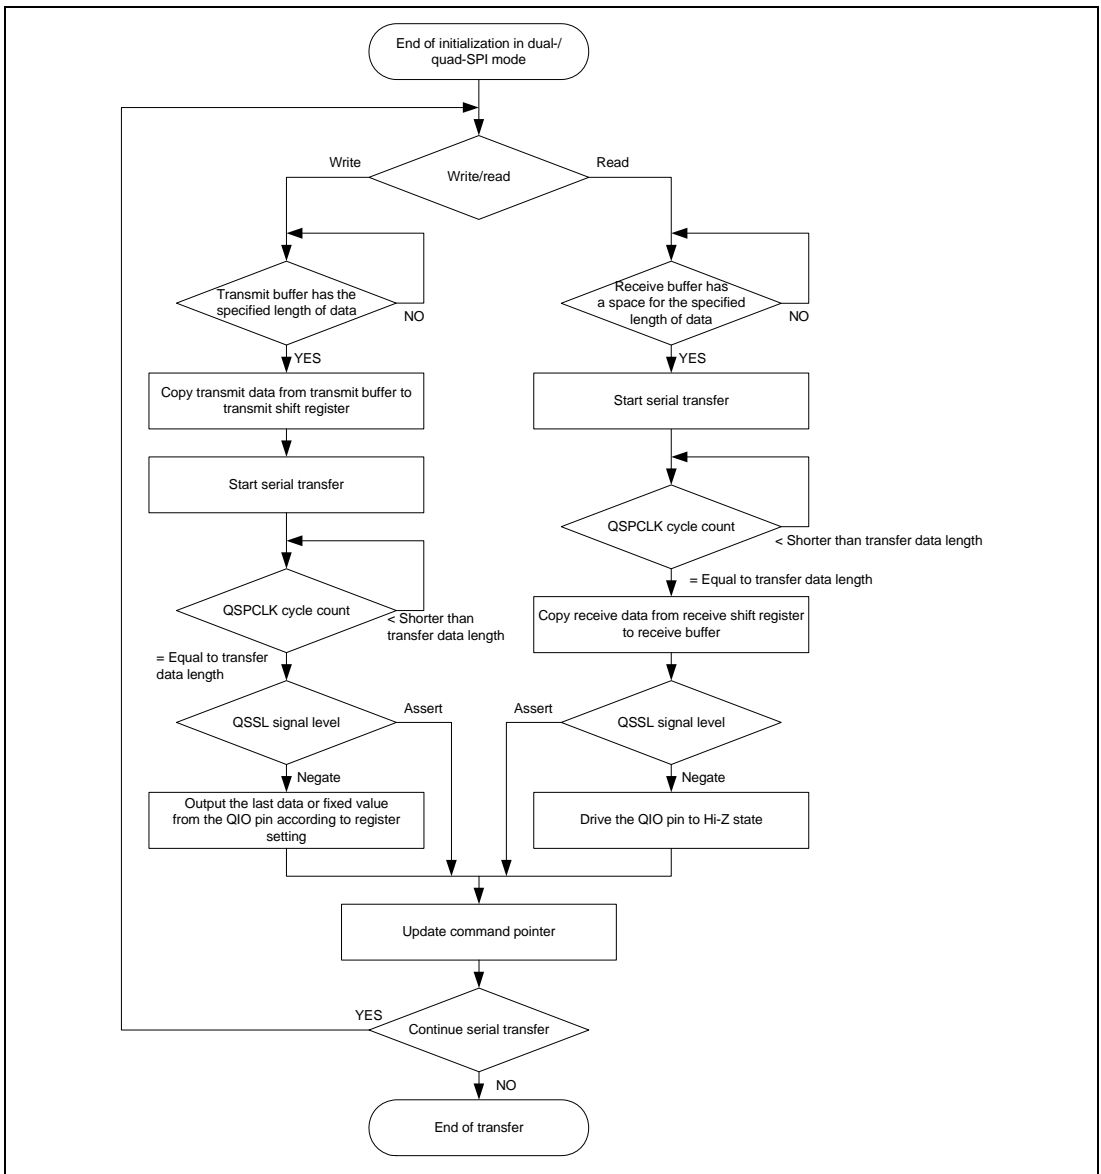 End of initialization in dual-/
quad-SPI mode
Write
Read
Write/read
Transmit buffer has the
specified length of data
NO
YES
Copy transmit data from transmit buffer to
transmit shift register
Start serial transfer
QSPCLK cycle count
< Shorter than
transfer data length
= Equal to transfer
data length
QSSL signal level
Assert
Negate
Output the last data or fixed value
from the QIO pin according to register
setting
Receive buffer has
a space for the specified
length of data
NO
YES
Start serial transfer
QSPCLK cycle count
< Shorter than transfer data length
= Equal to transfer data length
Copy receive data from receive shift register
to receive buffer
Assert
QSSL signal level
Negate
Drive the QIO pin to Hi-Z state
Update command pointer
YES
Continue serial transfer
NO
End of transfer